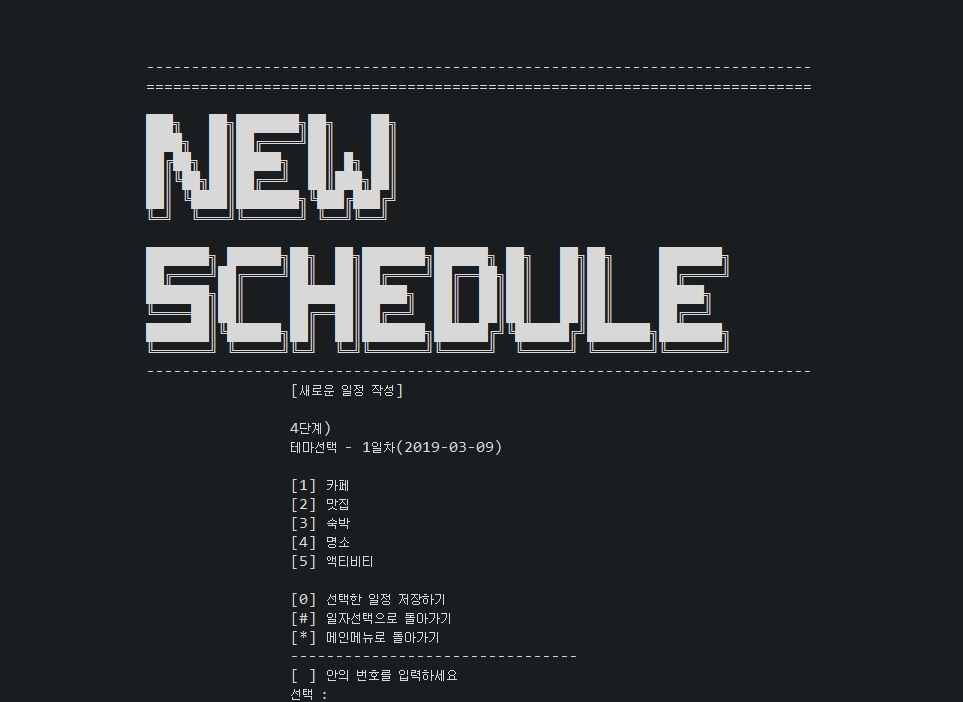 --------------------------------------------------------------------------
==========================================================================
NEW
SCHEDULE
--------------------------------------------------------------------------
[새로운 일정 작성]
4단계)
테마선택 - 1일차(2019-03-09)
[1] 카페
[2] 맛집
[3] 숙박
[4] 명소
[5] 액티비티
[0] 선택한 일정 저장하기
[#] 일자선택으로 돌아가기
[*] 메인메뉴로 돌아가기
--------------------------------
[ ] 안의 번호를 입력하세요
선택 :